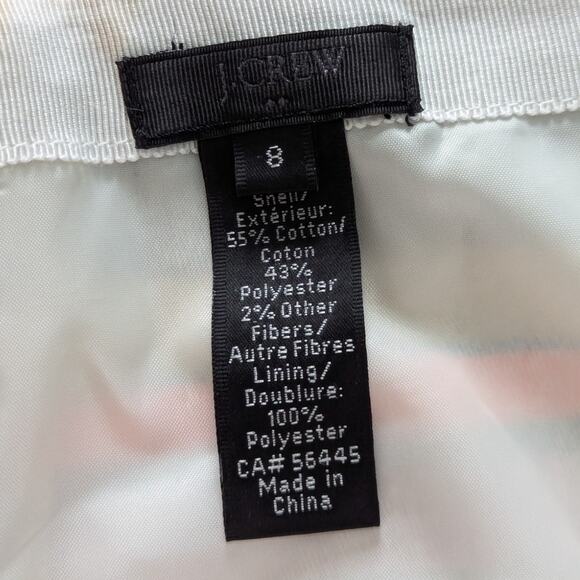 J.CREW
8
Shell/
Extérieur:
55% Cotton/
Coton
43%
Polyester
2% Other
Fibers/
Autre Fibres
Lining/
Doublure:
100%
Polyester
CA# 56445
Made in
China